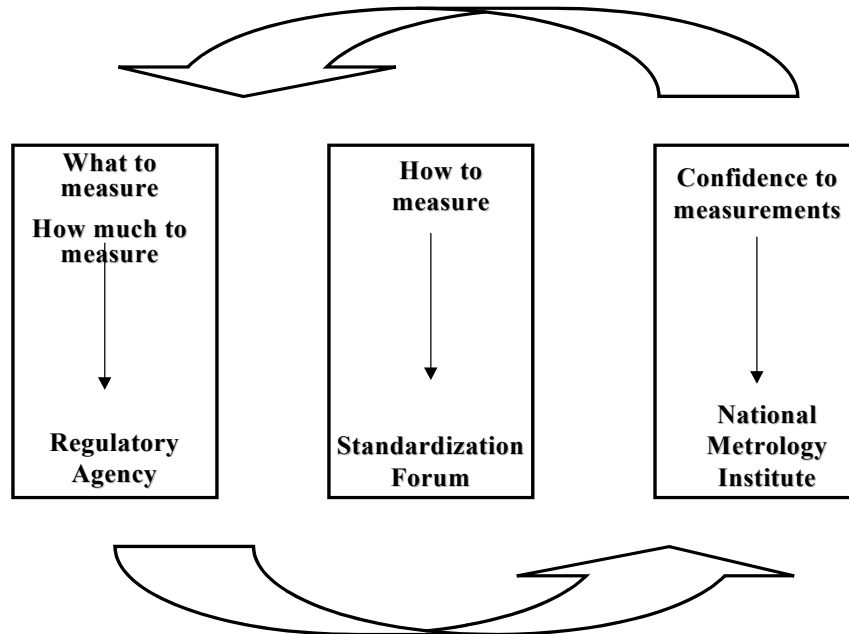 What to
measure
How much to
measure
Regulatory
Agency
How to
measure
Standardization
Forum
Confidence to
measurements
National
Metrology
Institute